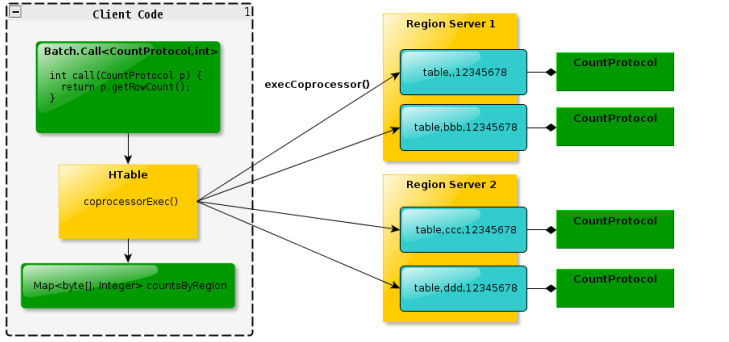 Client Code
1
Batch.Call<CountProtocol,int>
int call(CountProtocol p) {
return p.getRowCount();
}
HTable
coprocessorExec()
Map<byte[], Integer> countsByRegion
execCoprocessor()
Region Server 1
table,,12345678
CountProtocol
table,bbb,12345678
CountProtocol
Region Server 2
table,ccc,12345678
CountProtocol
table,ddd,12345678
CountProtocol